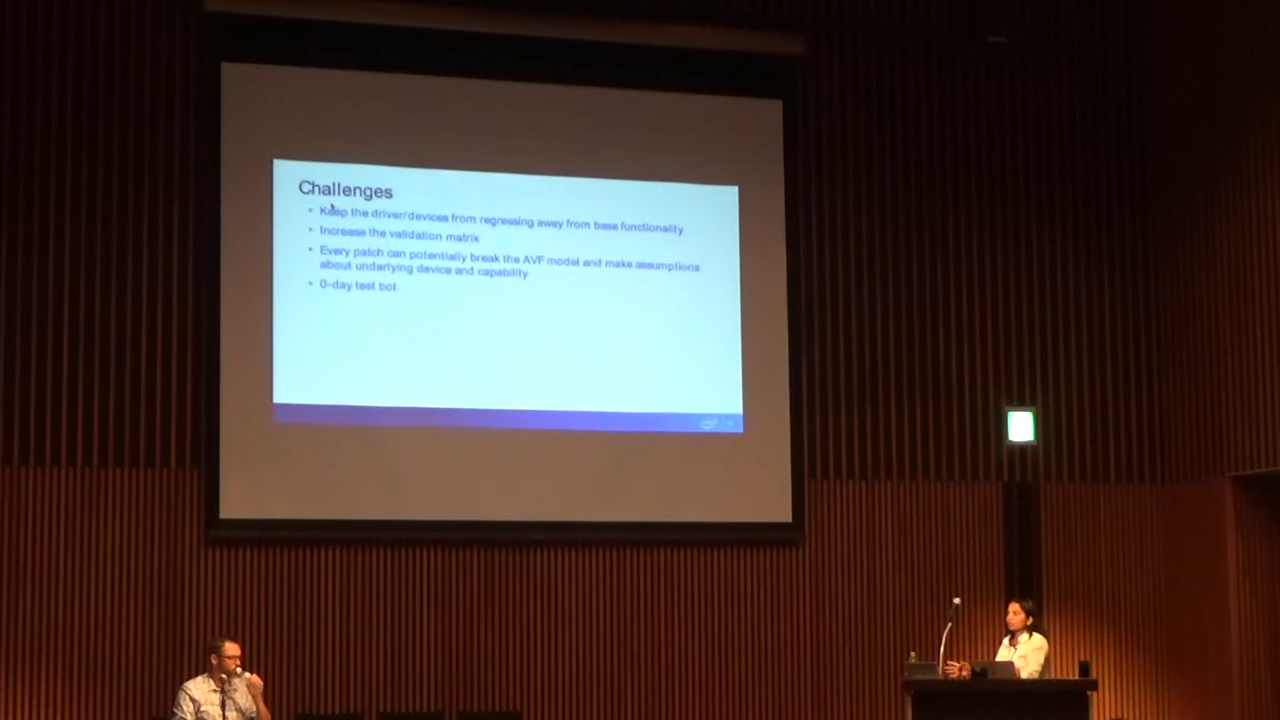 Challenges
• Keep the driver/devices from regressing away from base functionality
• Increase the validation matrix
• Every patch can potentially break the AVF model and make assumptions
about underlying device and capability
• 0-day test bot
intel